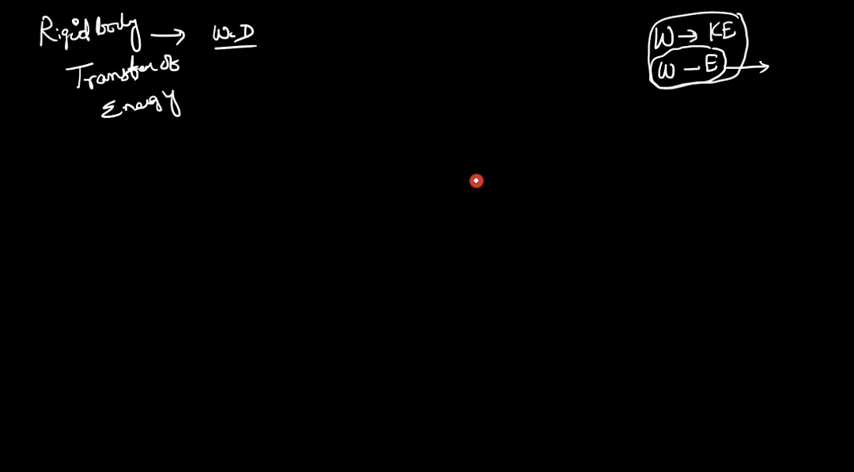 Rigid body → W.D
Transfer of
Energy
W → KE
W – E →